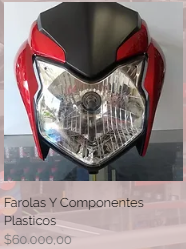 Farolas Y Componentes
Plasticos
$60.000,00